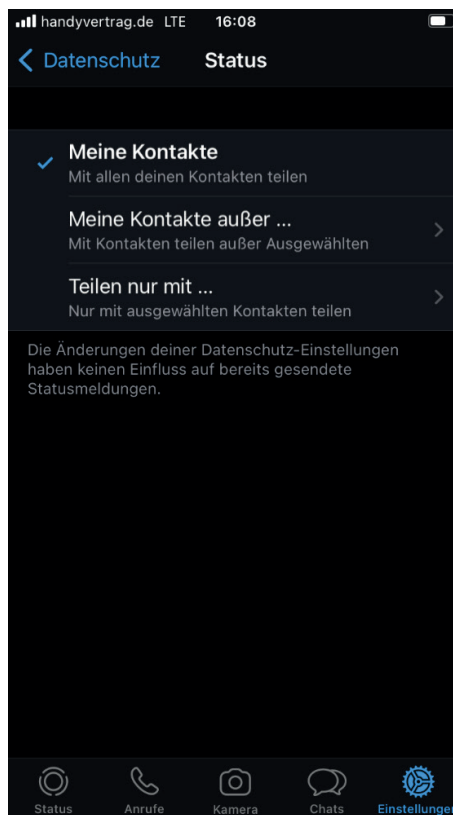 handyvertrag.de LTE 16:08
Datenschutz Status
Meine Kontakte
Mit allen deinen Kontakten teilen
Meine Kontakte außer ...
Mit Kontakten teilen außer Ausgewählten
Teilen nur mit ...
Nur mit ausgewählten Kontakten teilen
Die Änderungen deiner Datenschutz-Einstellungen
haben keinen Einfluss auf bereits gesendete
Statusmeldungen.
Status Anrufe Kamera Chats Einstellungen